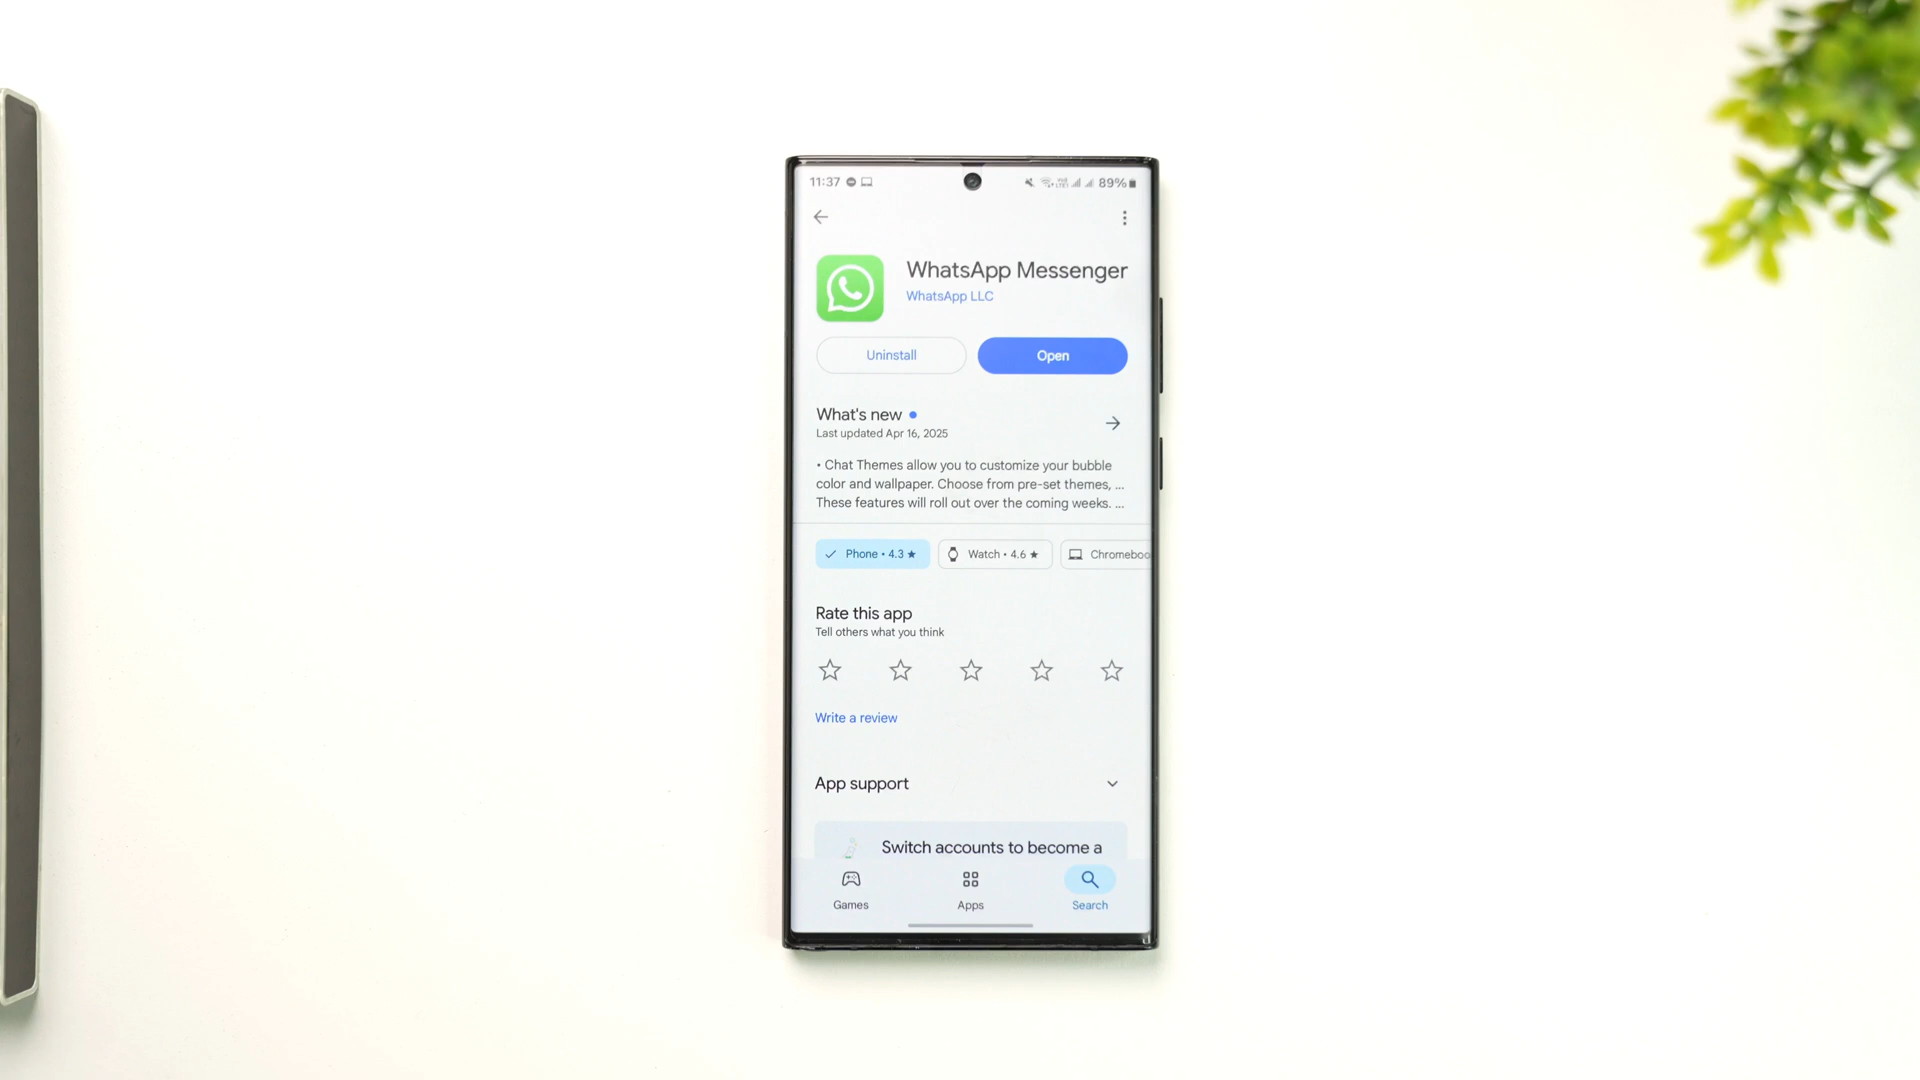 11:37
89%
WhatsApp Messenger
WhatsApp LLC
Uninstall
Open
What's new
Last updated Apr 16, 2025
• Chat Themes allow you to customize your bubble
color and wallpaper. Choose from pre-set themes, ...
These features will roll out over the coming weeks. ...
Phone • 4.3 ★
Watch • 4.6 ★
Chromeboo
Rate this app
Tell others what you think
Write a review
App support
Switch accounts to become a
Games
Apps
Search